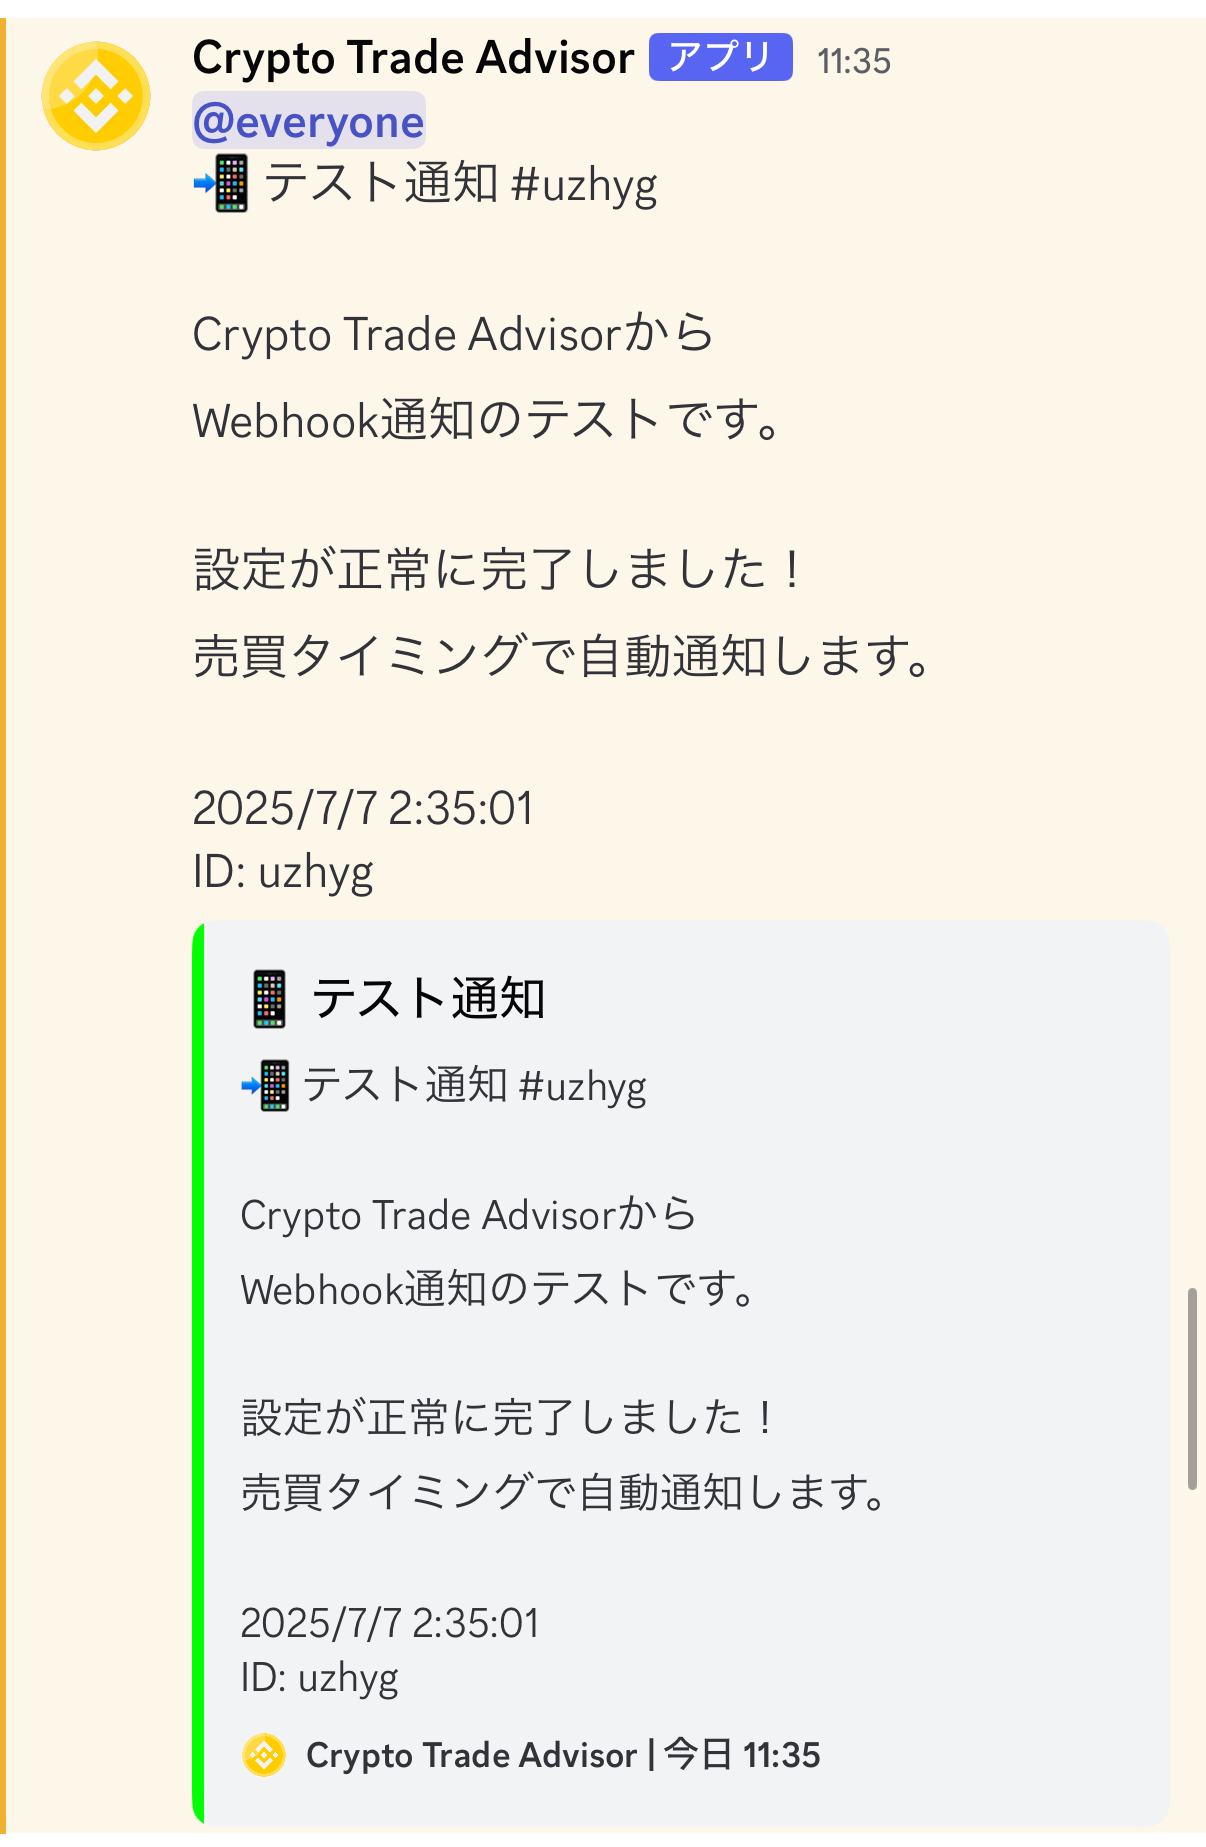 Crypto Trade Advisor アプリ 11:35
@everyone
📲 テスト通知 #uzhyg
Crypto Trade Advisorから
Webhook通知のテストです。
設定が正常に完了しました！
売買タイミングで自動通知します。
2025/7/7 2:35:01
ID: uzhyg
📱 テスト通知
📲 テスト通知 #uzhyg
Crypto Trade Advisorから
Webhook通知のテストです。
設定が正常に完了しました！
売買タイミングで自動通知します。
2025/7/7 2:35:01
ID: uzhyg
Crypto Trade Advisor | 今日 11:35